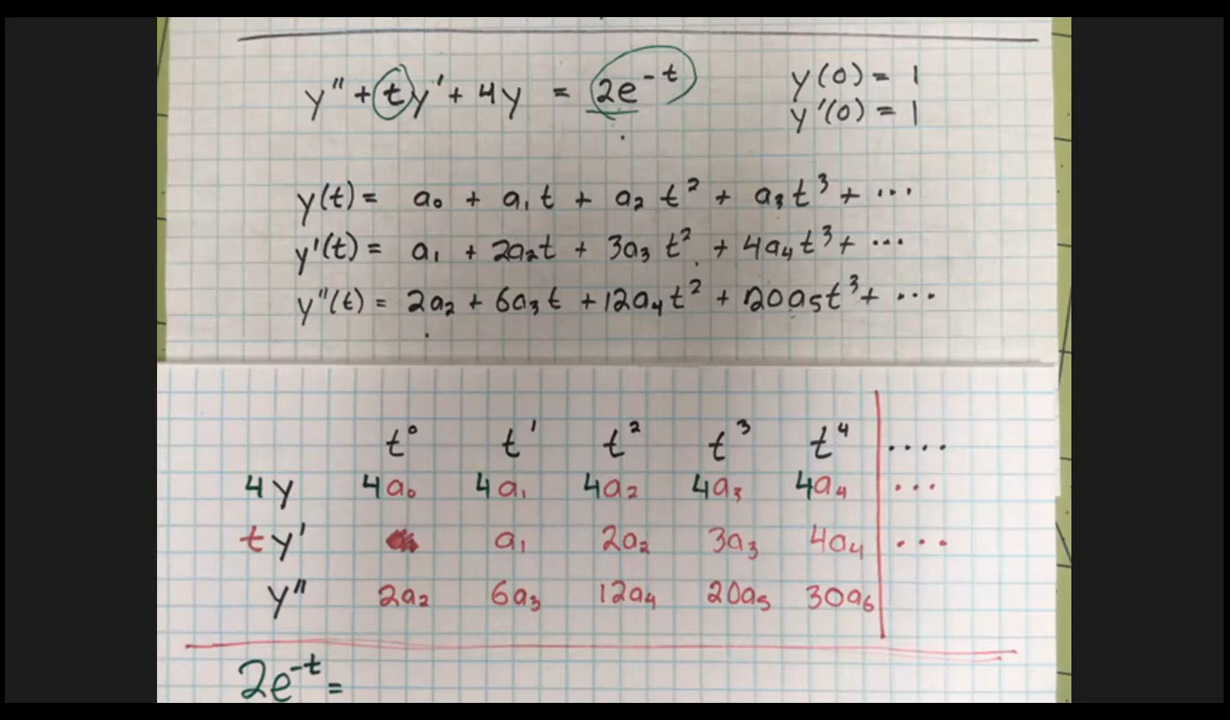 y" + ty' + 4y = 2e⁻ᵗ y(0) = 1
y'(0) = 1
y(t) = a₀ + a₁t + a₂t² + a₃t³ + ...
y'(t) = a₁ + 2a₂t + 3a₃t² + 4a₄t³ + ...
y"(t) = 2a₂ + 6a₃t + 12a₄t² + 20a₅t³ + ...
t⁰ t¹ t² t³ t⁴ ....
4y 4a₀ 4a₁ 4a₂ 4a₃ 4a₄ ...
ty' a₁ 2a₂ 3a₃ 4a₄ ...
y" 2a₂ 6a₃ 12a₄ 20a₅ 30a₆
2e⁻ᵗ =